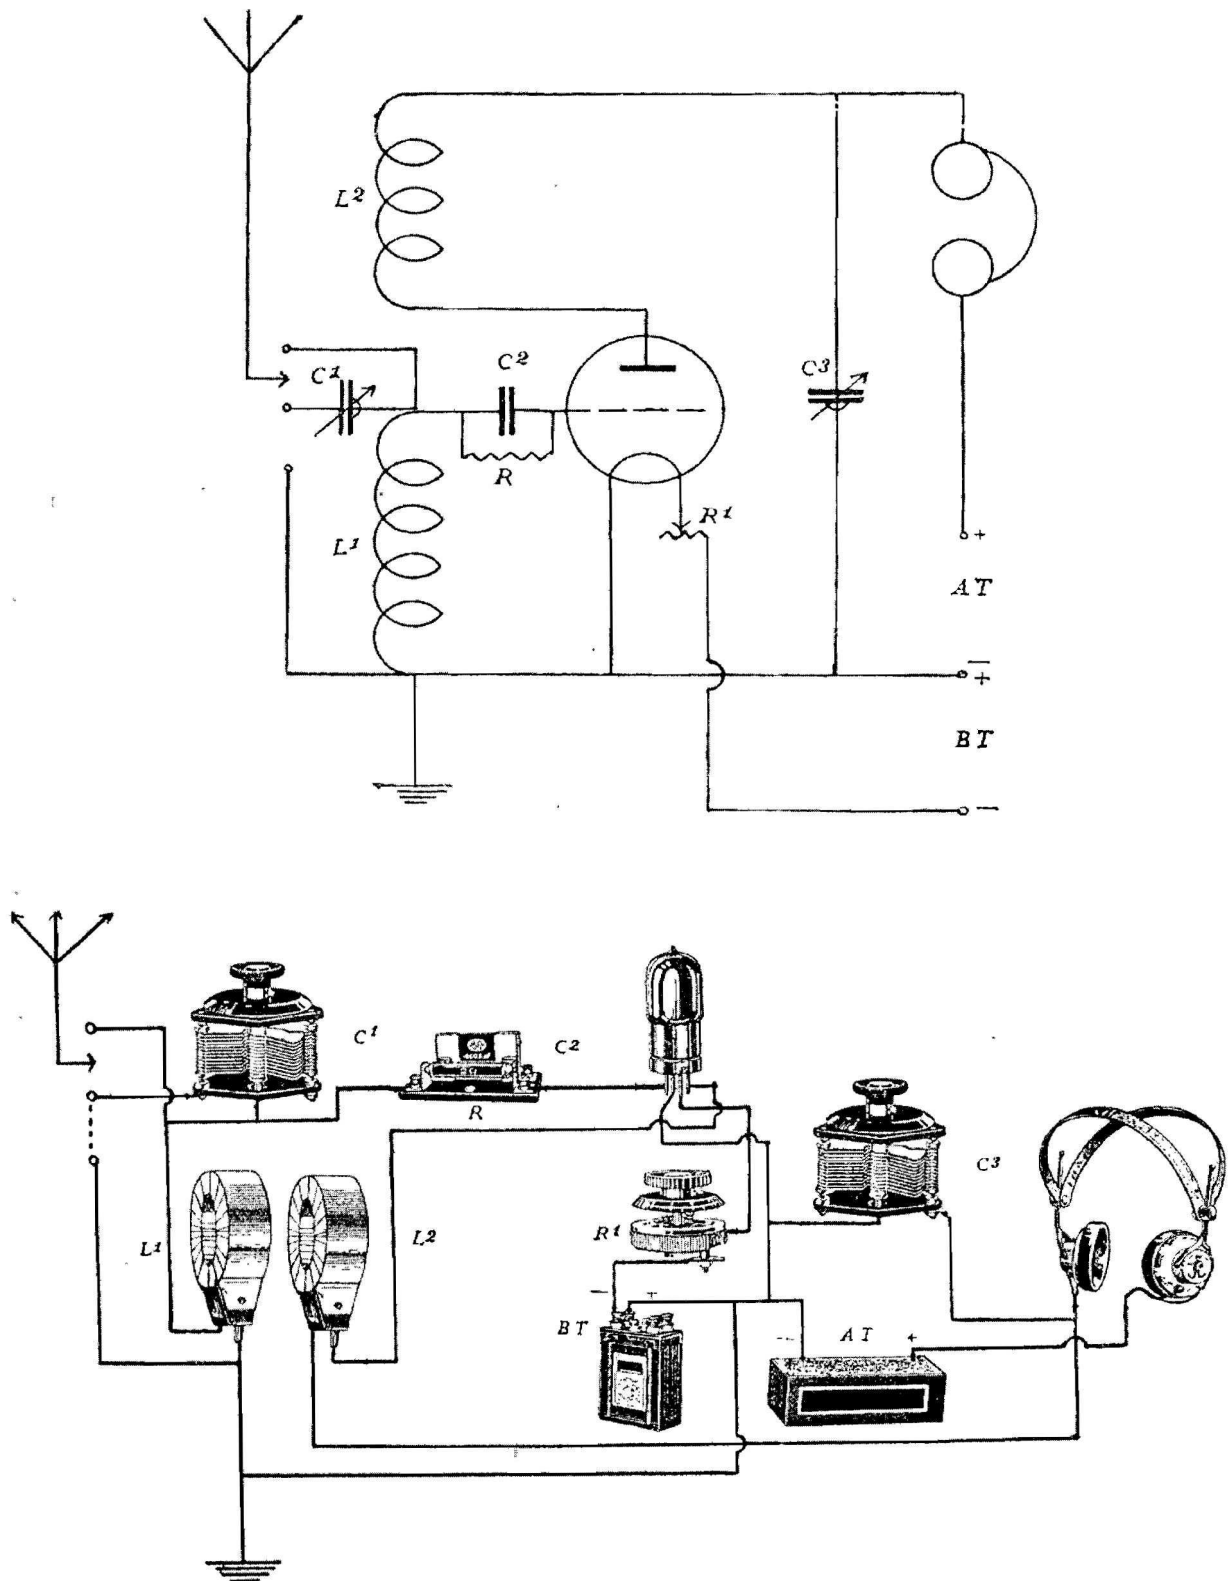 L2
C1
C2
C3
R
R1
L1
+
AT
—
+
BT
—
C1
C2
R
C3
L1
L2
R1
— +
BT
-- AT +